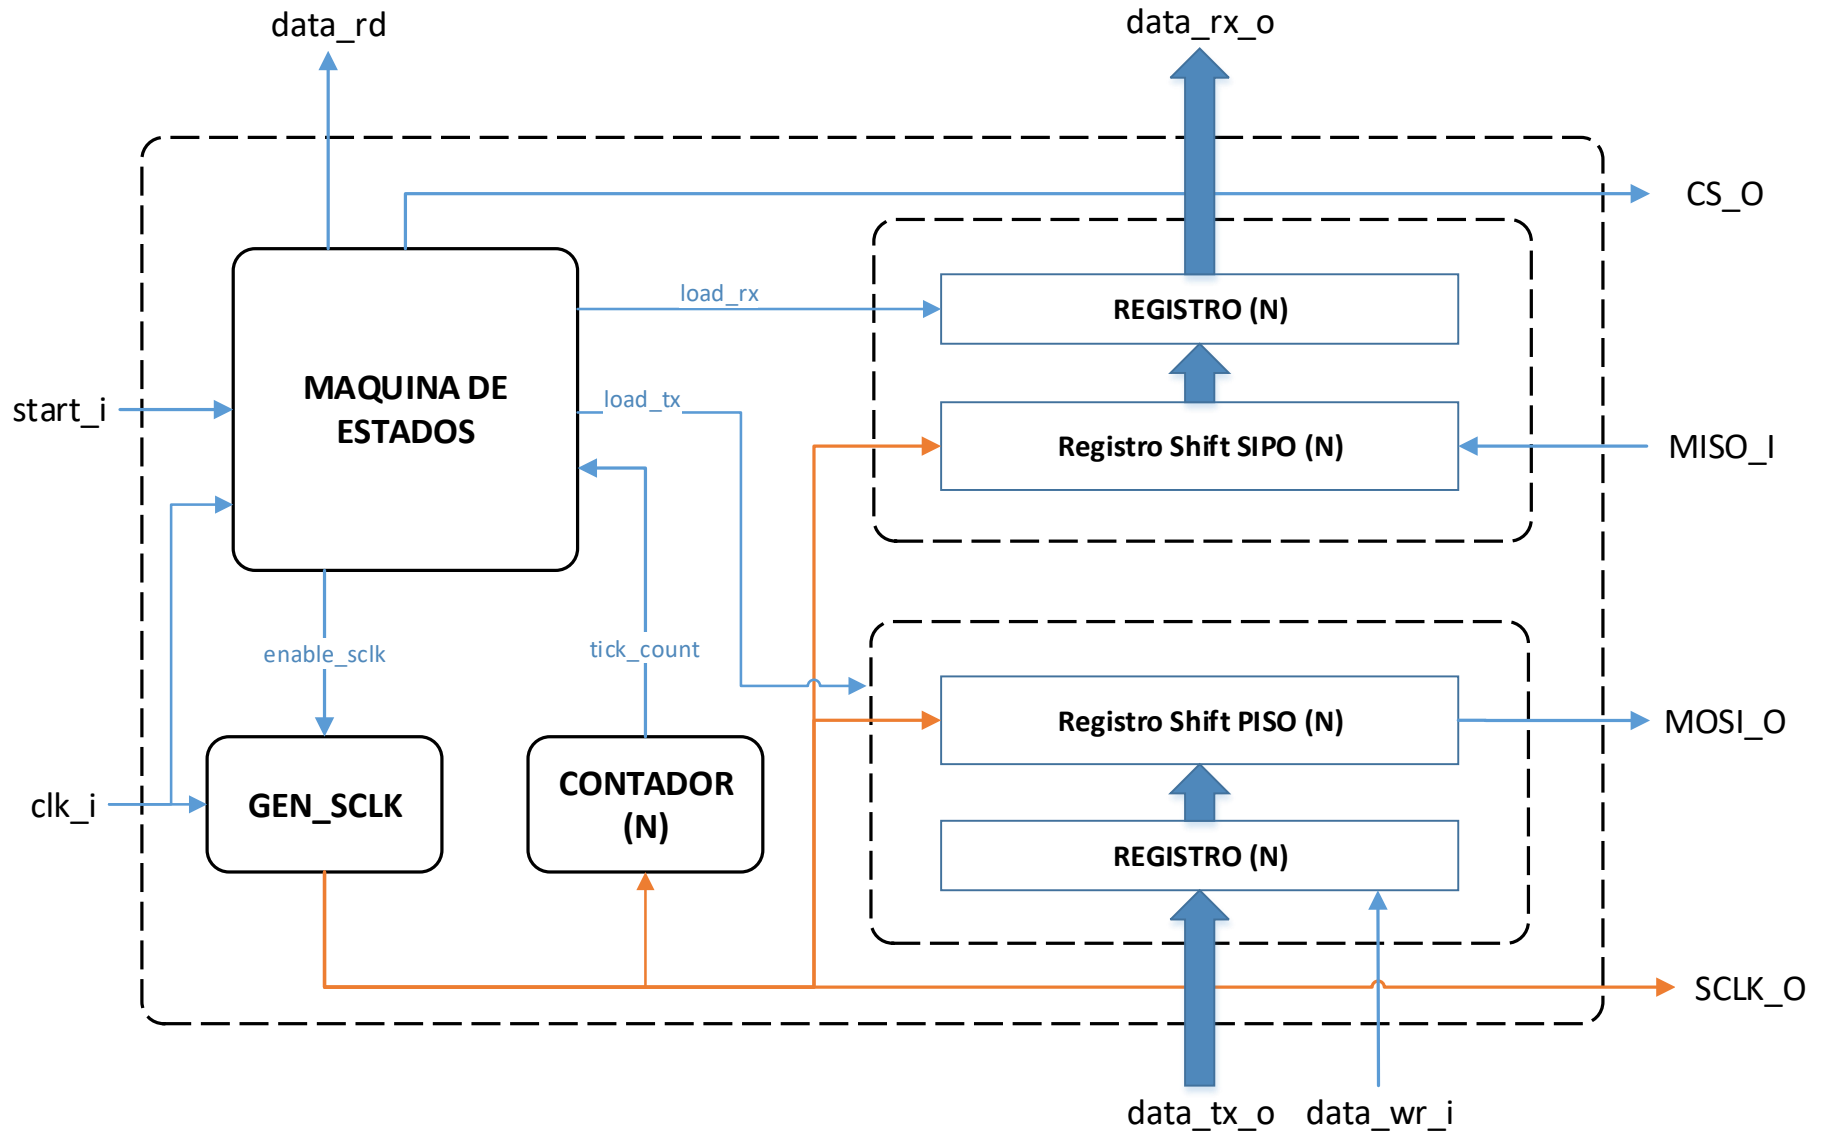 data_rd
data_rx_o
CS_O
load_rx
REGISTRO (N)
MAQUINA DE
ESTADOS
load_tx
start_i
Registro Shift SIPO (N)
MISO_I
enable_sclk
tick_count
Registro Shift PISO (N)
MOSI_O
clk_i
GEN_SCLK
CONTADOR
(N)
REGISTRO (N)
SCLK_O
data_tx_o
data_wr_i